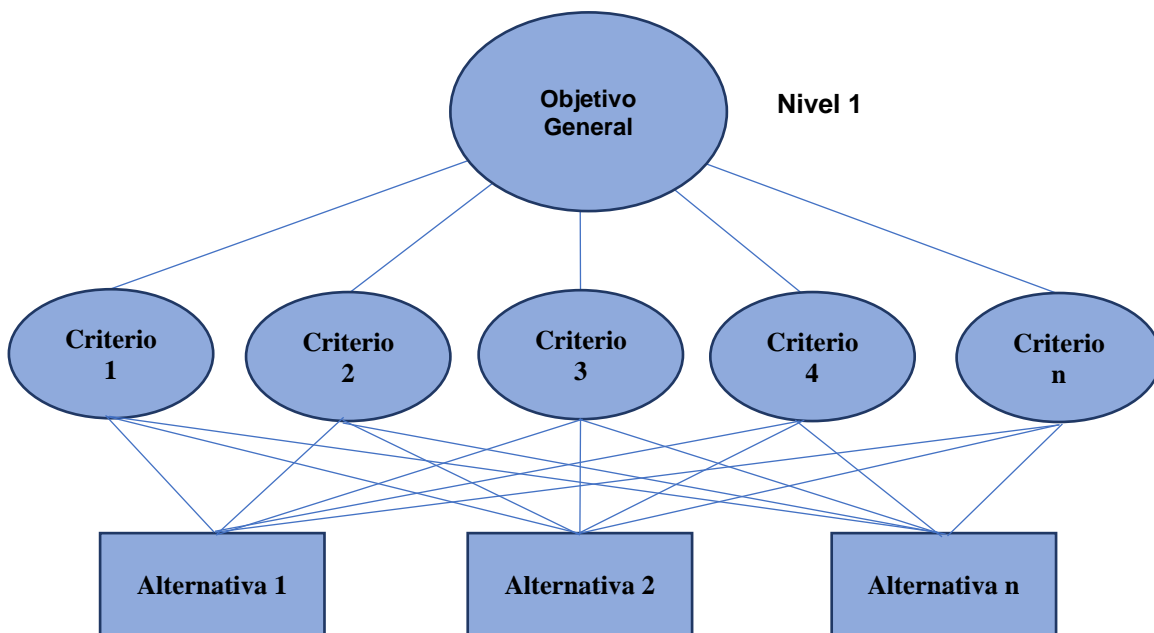 Objetivo
General
Nivel 1
Criterio
1
Criterio
2
Criterio
3
Criterio
4
Criterio
n
Alternativa 1
Alternativa 2
Alternativa n